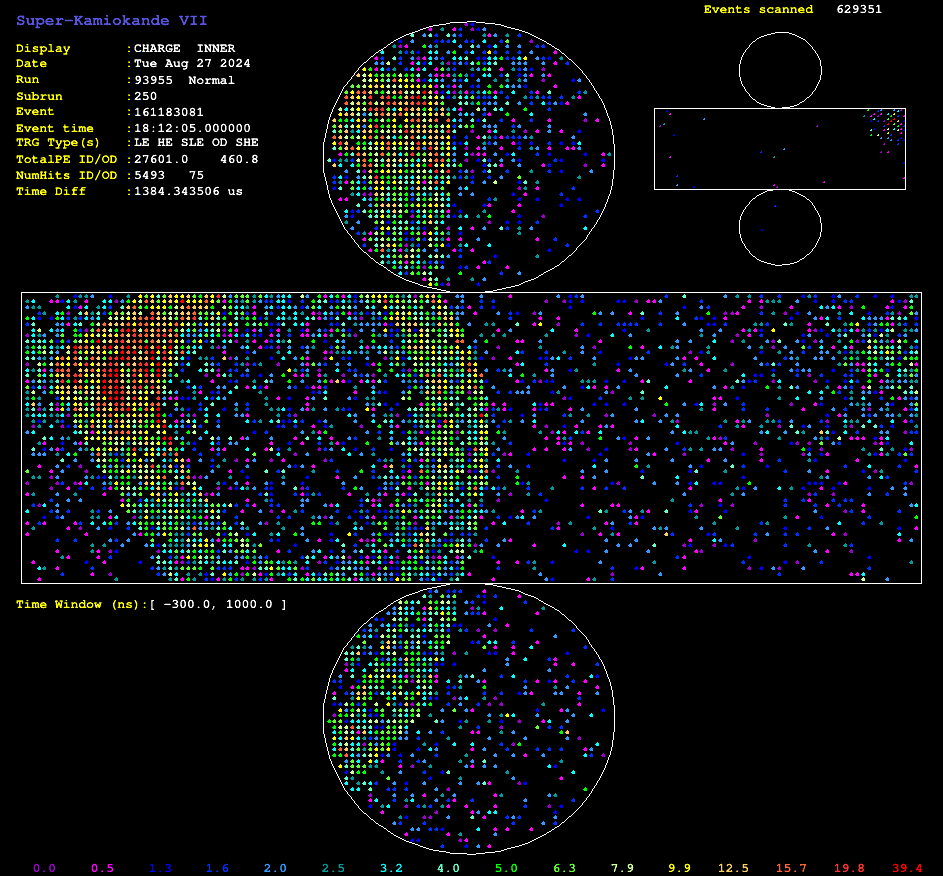 Super-Kamiokande VII
Events scanned 629351
Display :CHARGE INNER
Date :Tue Aug 27 2024
Run :93955 Normal
Subrun :250
Event :161183081
Event time :18:12:05.000000
TRG Type(s) :LE HE SLE OD SHE
TotalPE ID/OD :27601.0 460.8
NumHits ID/OD :5493 75
Time Diff :1384.343506 us
Time Window (ns):[ -300.0, 1000.0 ]
0.0 0.5 1.3 1.6 2.0 2.5 3.2 4.0 5.0 6.3 7.9 9.9 12.5 15.7 19.8 39.4